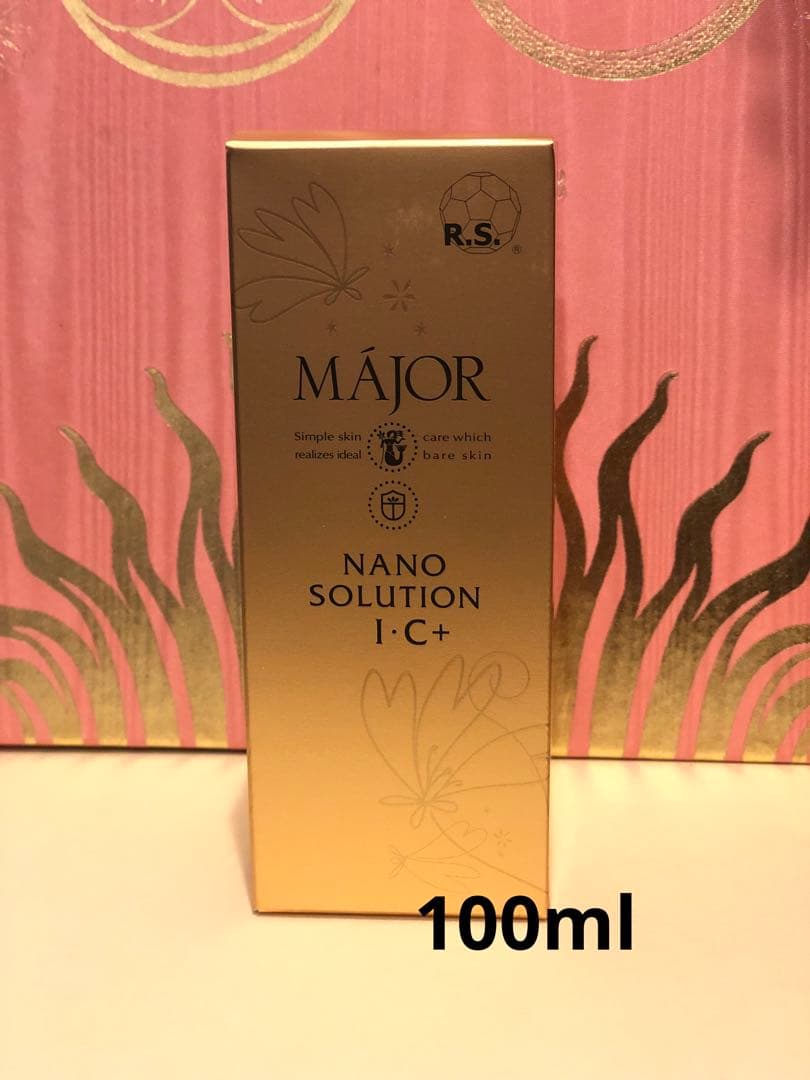 R.S.
®
MÁJOR
Simple skin care which
realizes ideal bare skin
NANO
SOLUTION
I·C+
100ml